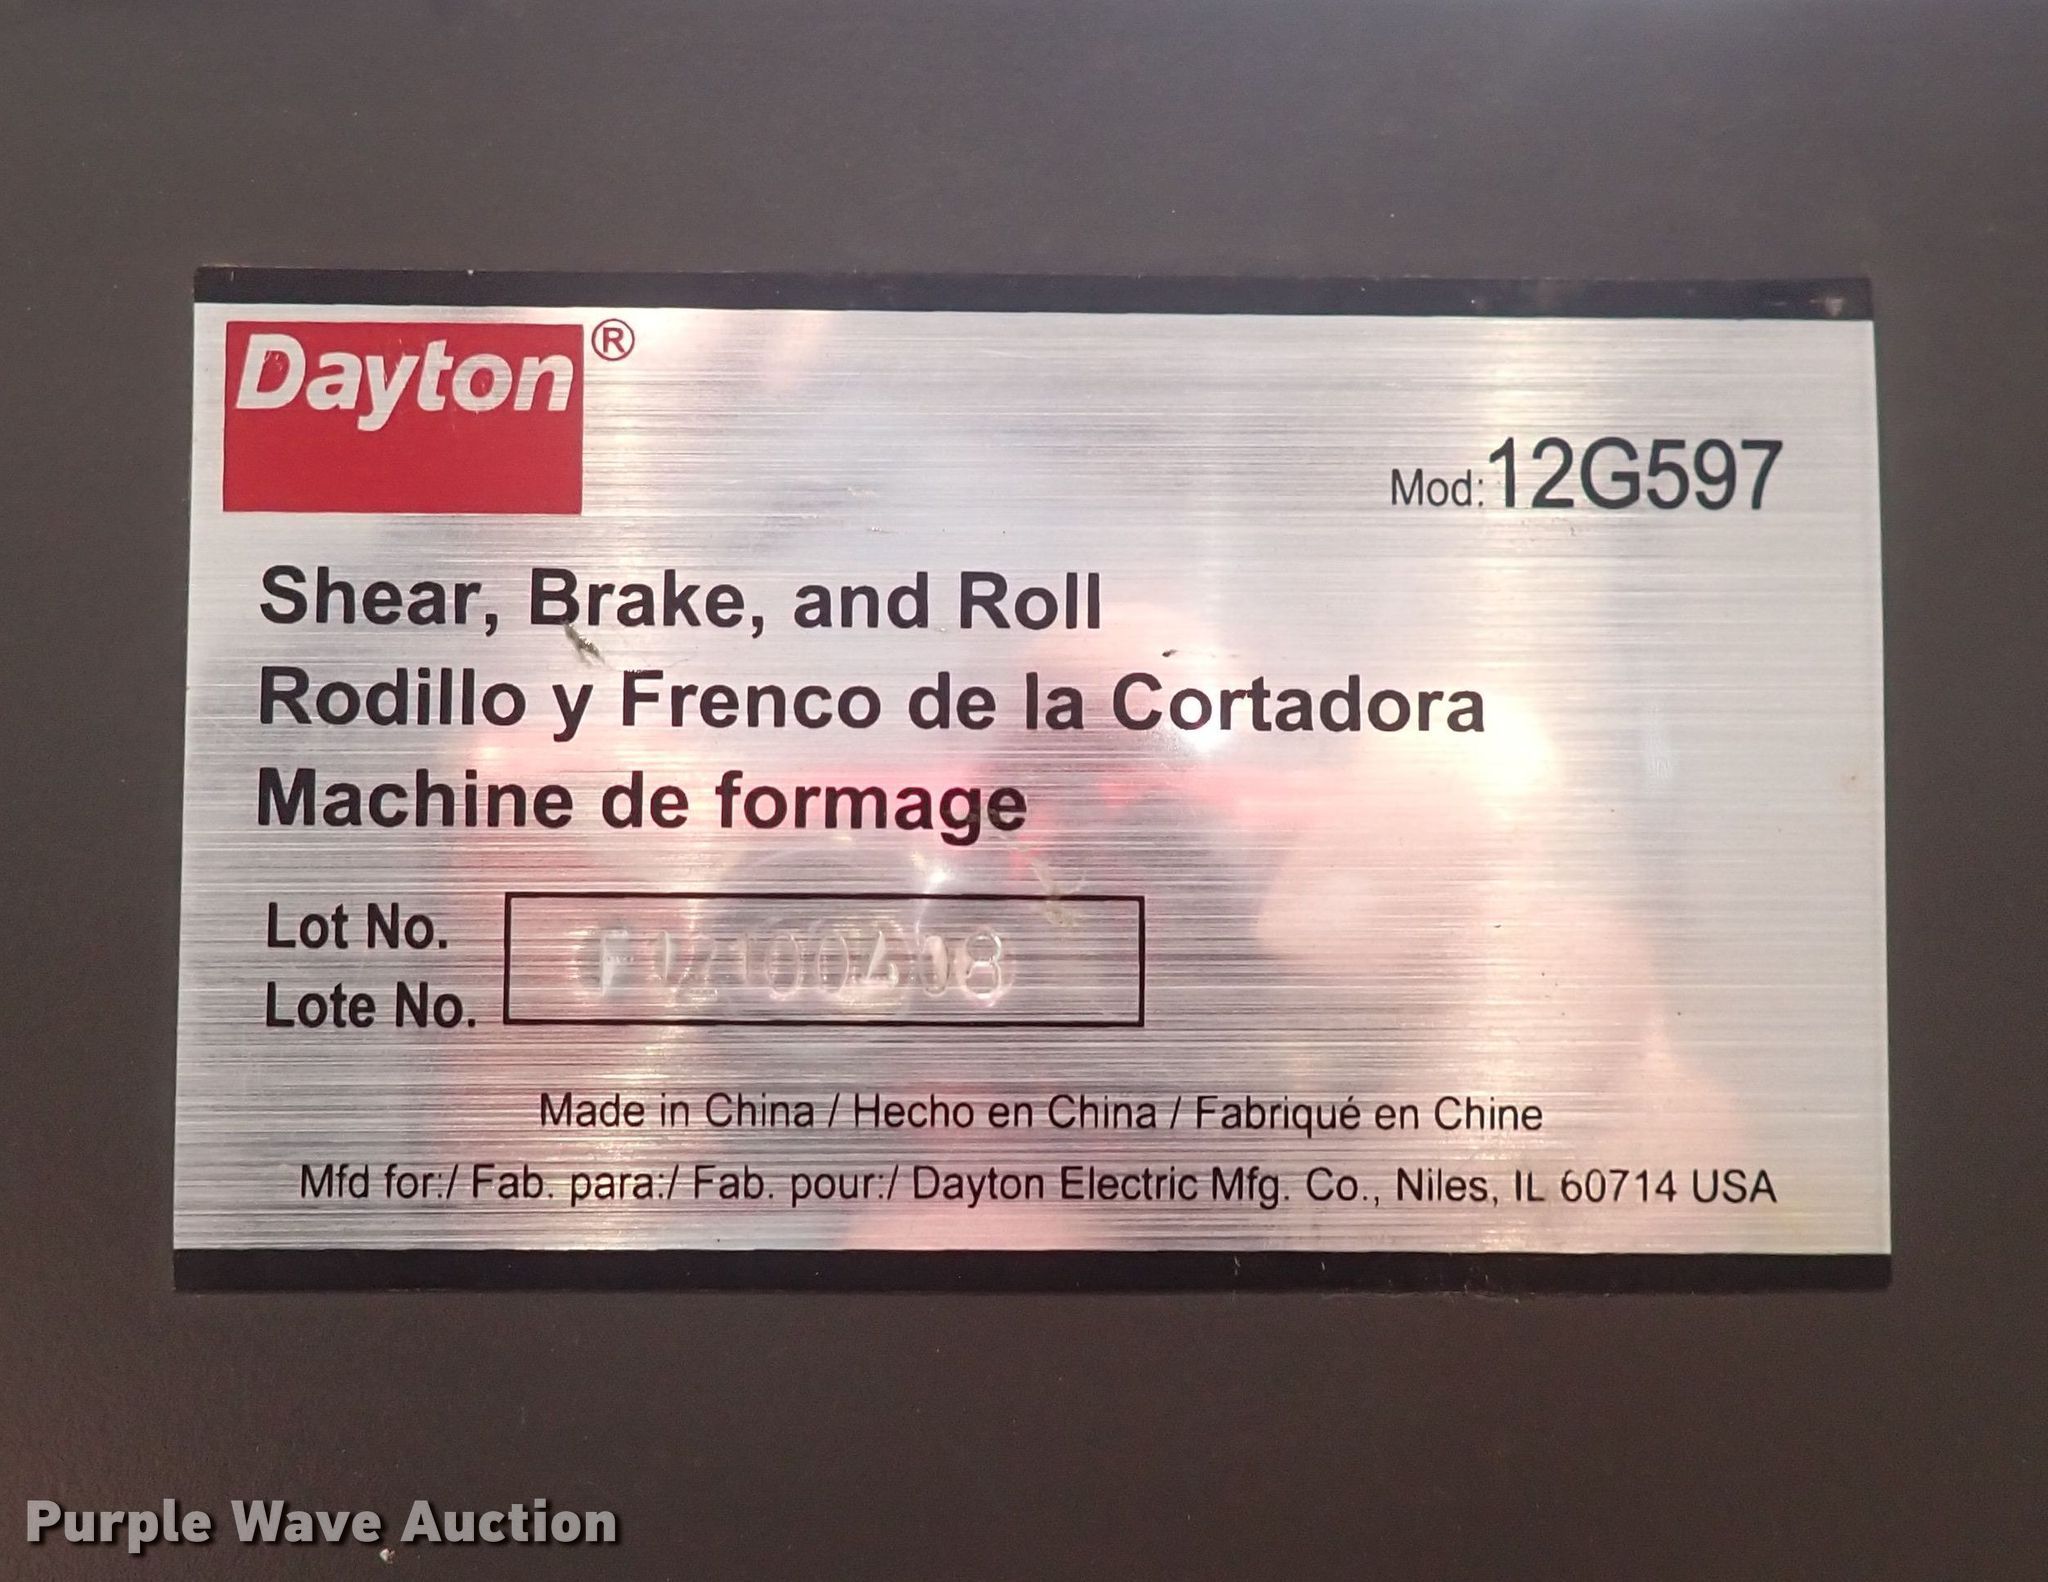 Dayton®
Mod:12G597
Shear, Brake, and Roll
Rodillo y Frenco de la Cortadora
Machine de formage
Lot No.
Lote No.
Made in China / Hecho en China / Fabriqué en Chine
Mfd for:/ Fab. para:/ Fab. pour:/ Dayton Electric Mfg. Co., Niles, IL 60714 USA
Purple Wave Auction